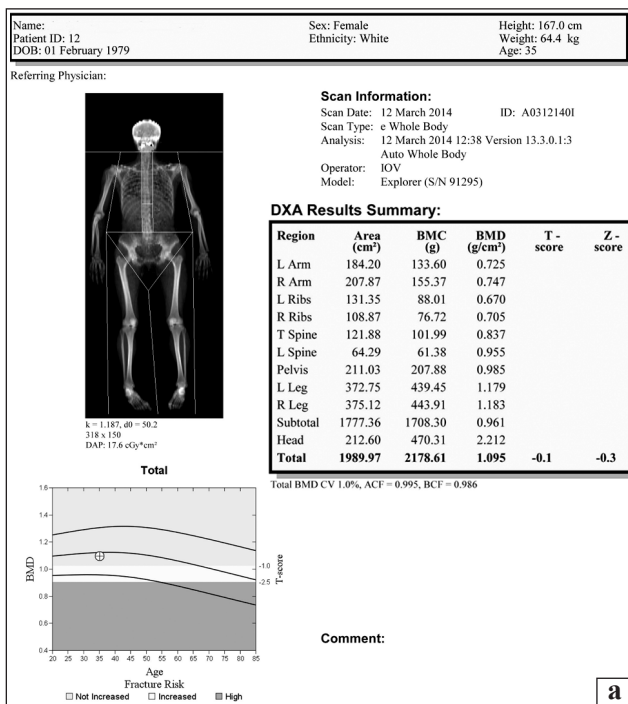 Name: Sex: Female Height: 167.0 cm
Patient ID: 12 Ethnicity: White Weight: 64.4 kg
DOB: 01 February 1979 Age: 35
Referring Physician:
Scan Information:
Scan Date: 12 March 2014 ID: A0312140I
Scan Type: e Whole Body
Analysis: 12 March 2014 12:38 Version 13.3.0.1:3
Auto Whole Body
Operator: IOV
Model: Explorer (S/N 91295)
k = 1.187, d0 = 50.2
318 x 150
DAP: 17.6 cGy*cm²
DXA Results Summary:
Region Area BMC BMD T - Z -
(cm²) (g) (g/cm²) score score
L Arm 184.20 133.60 0.725
R Arm 207.87 155.37 0.747
L Ribs 131.35 88.01 0.670
R Ribs 108.87 76.72 0.705
T Spine 121.88 101.99 0.837
L Spine 64.29 61.38 0.955
Pelvis 211.03 207.88 0.985
L Leg 372.75 439.45 1.179
R Leg 375.12 443.91 1.183
Subtotal 1777.36 1708.30 0.961
Head 212.60 470.31 2.212
Total 1989.97 2178.61 1.095 -0.1 -0.3
Total BMD CV 1.0%, ACF = 0.995, BCF = 0.986
Total
1.6
1.4
1.2
1.0
0.8
0.6
0.4
BMD
-1.0
-2.5
T-score
20 25 30 35 40 45 50 55 60 65 70 75 80 85
Age
Fracture Risk
Not Increased Increased High
Comment:
a